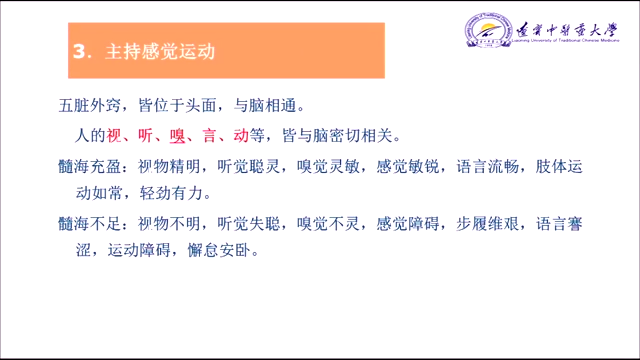 3. 主持感觉运动
遼寧中醫藥大學
Liaoning University of Traditional Chinese Medicine
五脏外窍，皆位于头面，与脑相通。
人的视、听、嗅、言、动等，皆与脑密切相关。
髓海充盈：视物精明，听觉聪灵，嗅觉灵敏，感觉敏锐，语言流畅，肢体运
动如常，轻劲有力。
髓海不足：视物不明，听觉失聪，嗅觉不灵，感觉障碍，步履维艰，语言謇
涩，运动障碍，懈怠安卧。